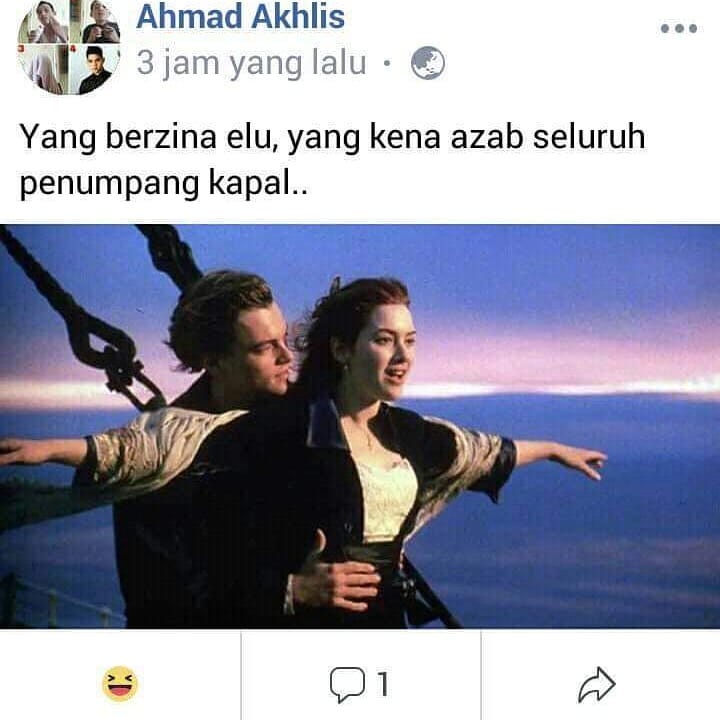 Ahmad Akhlis
3 jam yang lalu ·
Yang berzina elu, yang kena azab seluruh
penumpang kapal..
1